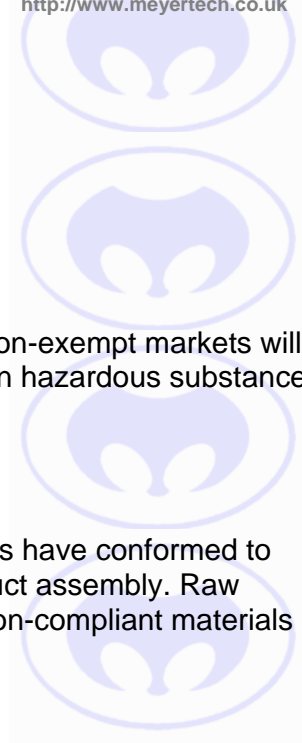 http://www.meyertech.co.uk
on-exempt markets will
n hazardous substance
s have conformed to
uct assembly. Raw
on-compliant materials